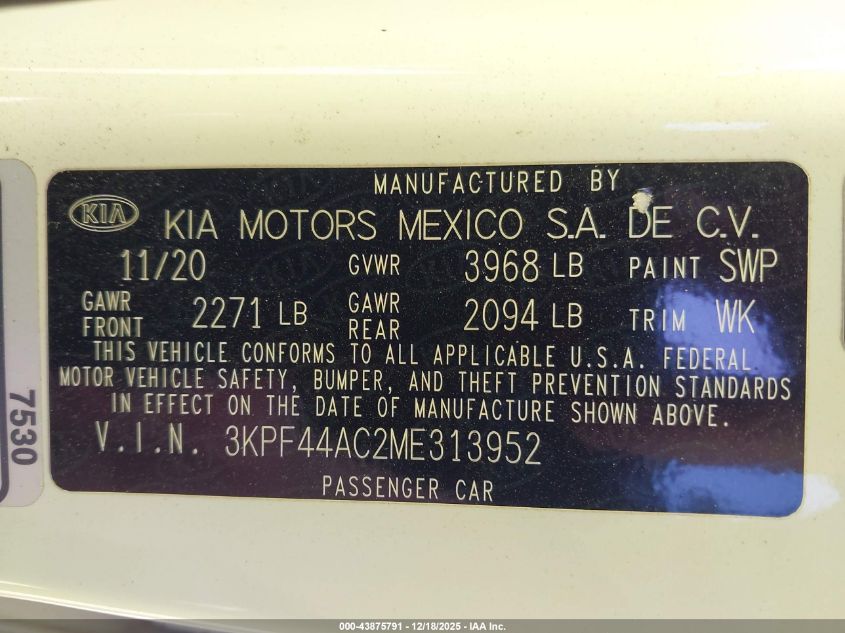 MANUFACTURED BY
KIA KIA MOTORS MEXICO S.A. DE C.V.
11/20 GVWR 3968 LB PAINT SWP
GAWR FRONT 2271 LB GAWR REAR 2094 LB TRIM WK
THIS VEHICLE CONFORMS TO ALL APPLICABLE U.S.A. FEDERAL
MOTOR VEHICLE SAFETY, BUMPER, AND THEFT PREVENTION STANDARDS
IN EFFECT ON THE DATE OF MANUFACTURE SHOWN ABOVE.
V.I.N. 3KPF44AC2ME313952
PASSENGER CAR
7530
000-43875791 - 12/18/2025 - IAA Inc.